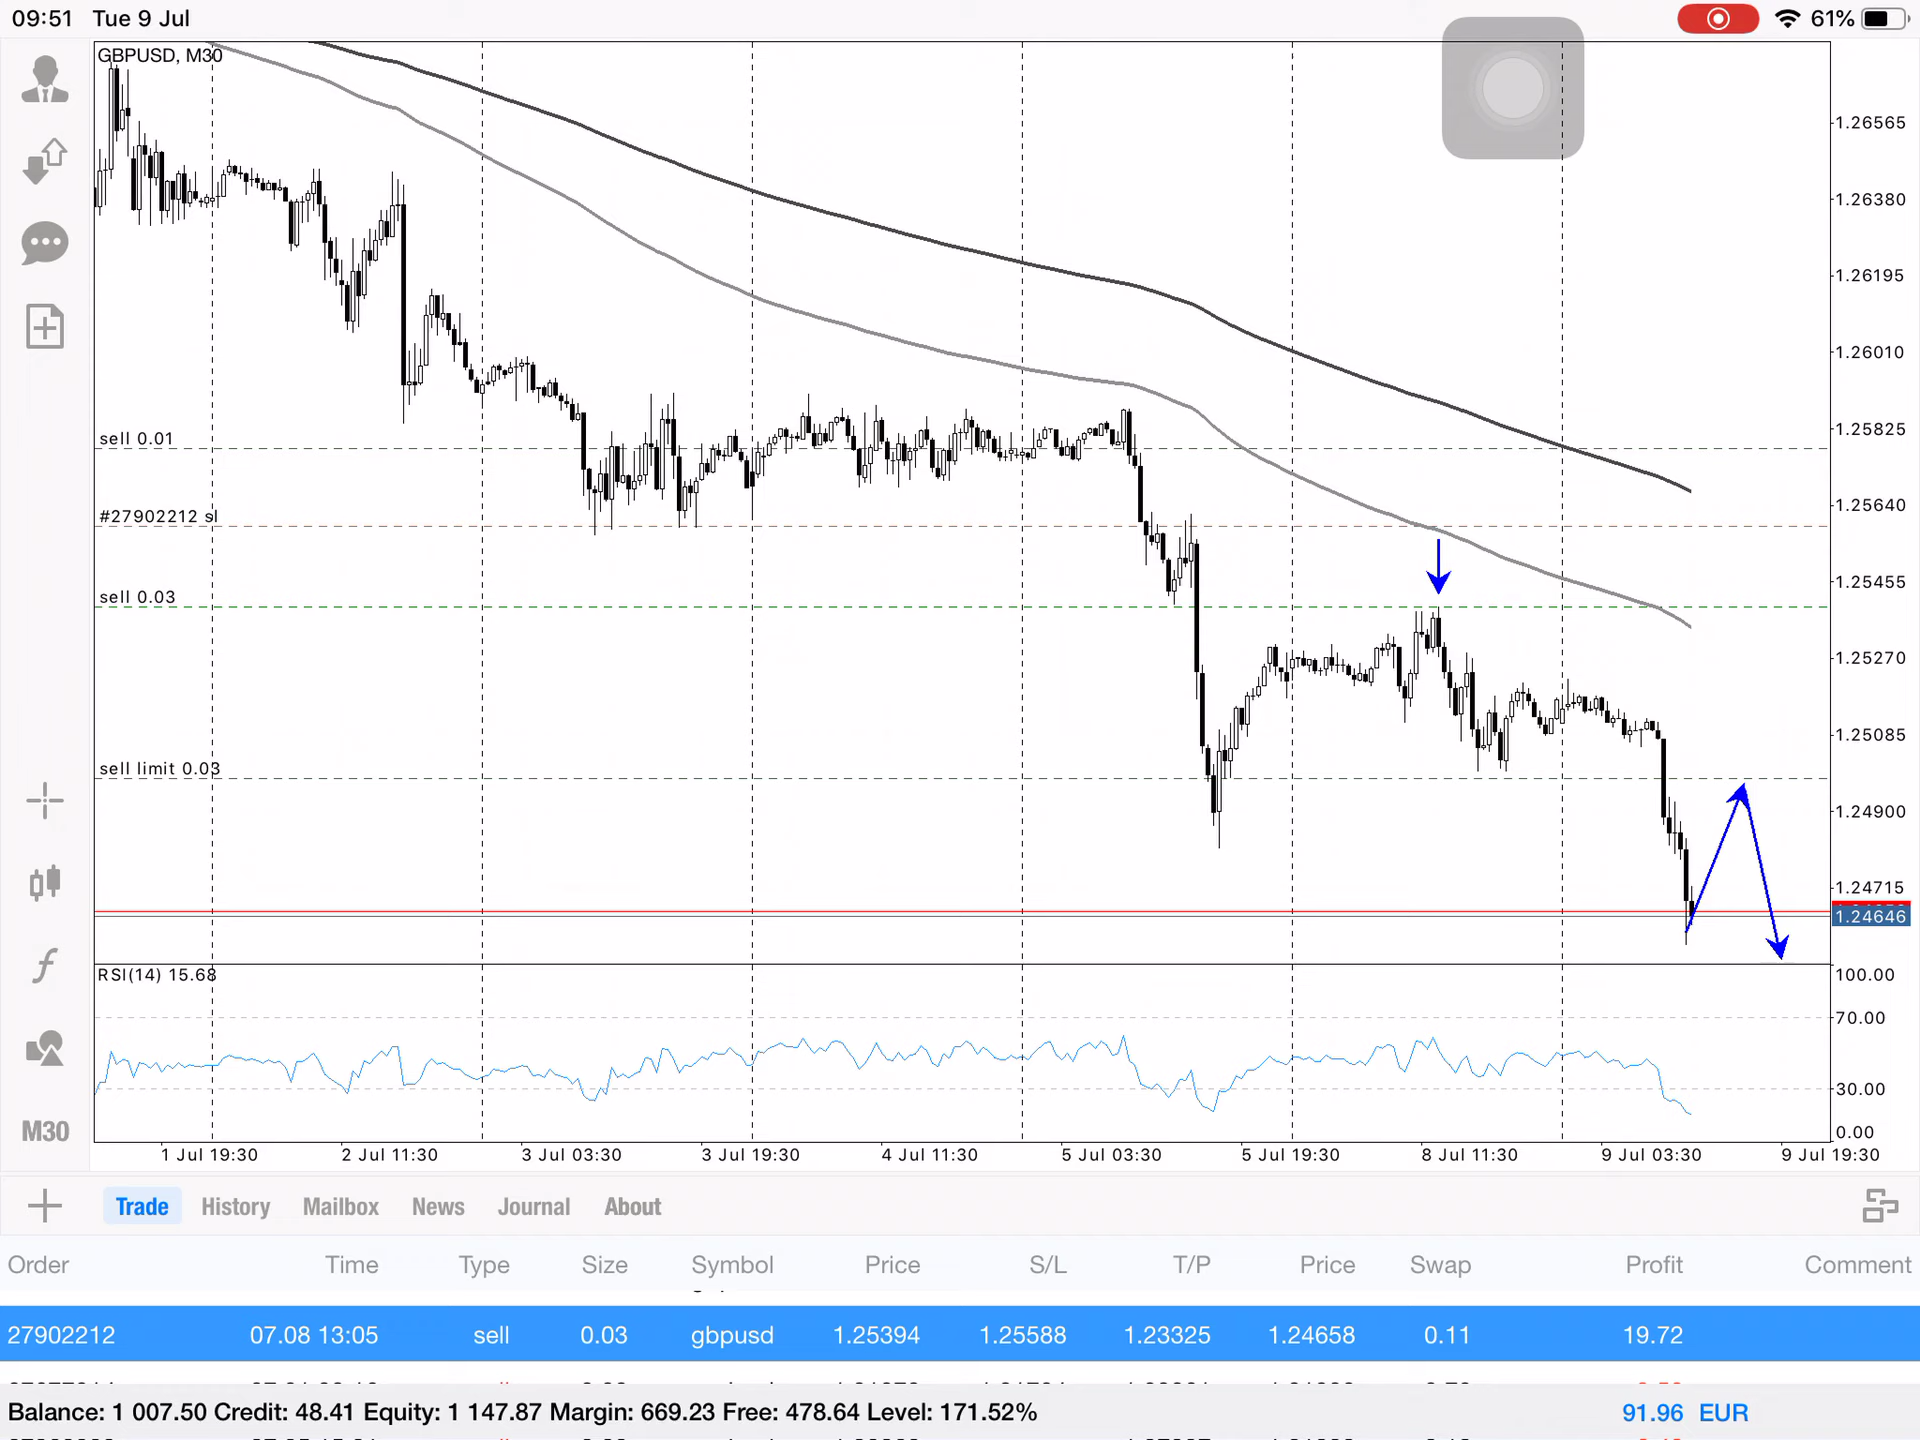 09:51 Tue 9 Jul 61%
GBPUSD, M30
1.26565
1.26380
1.26195
1.26010
sell 0.01
1.25825
#27902212 sl
1.25640
sell 0.03
1.25455
1.25270
1.25085
sell limit 0.03
1.24900
1.24715
1.24646
RSI(14) 15.68
100.00
70.00
30.00
0.00
M30
1 Jul 19:30 2 Jul 11:30 3 Jul 03:30 3 Jul 19:30 4 Jul 11:30 5 Jul 03:30 5 Jul 19:30 8 Jul 11:30 9 Jul 03:30 9 Jul 19:30
Trade History Mailbox News Journal About
Order Time Type Size Symbol Price S/L T/P Price Swap Profit Comment
27902212 07.08 13:05 sell 0.03 gbpusd 1.25394 1.25588 1.23325 1.24658 0.11 19.72
Balance: 1 007.50 Credit: 48.41 Equity: 1 147.87 Margin: 669.23 Free: 478.64 Level: 171.52% 91.96 EUR